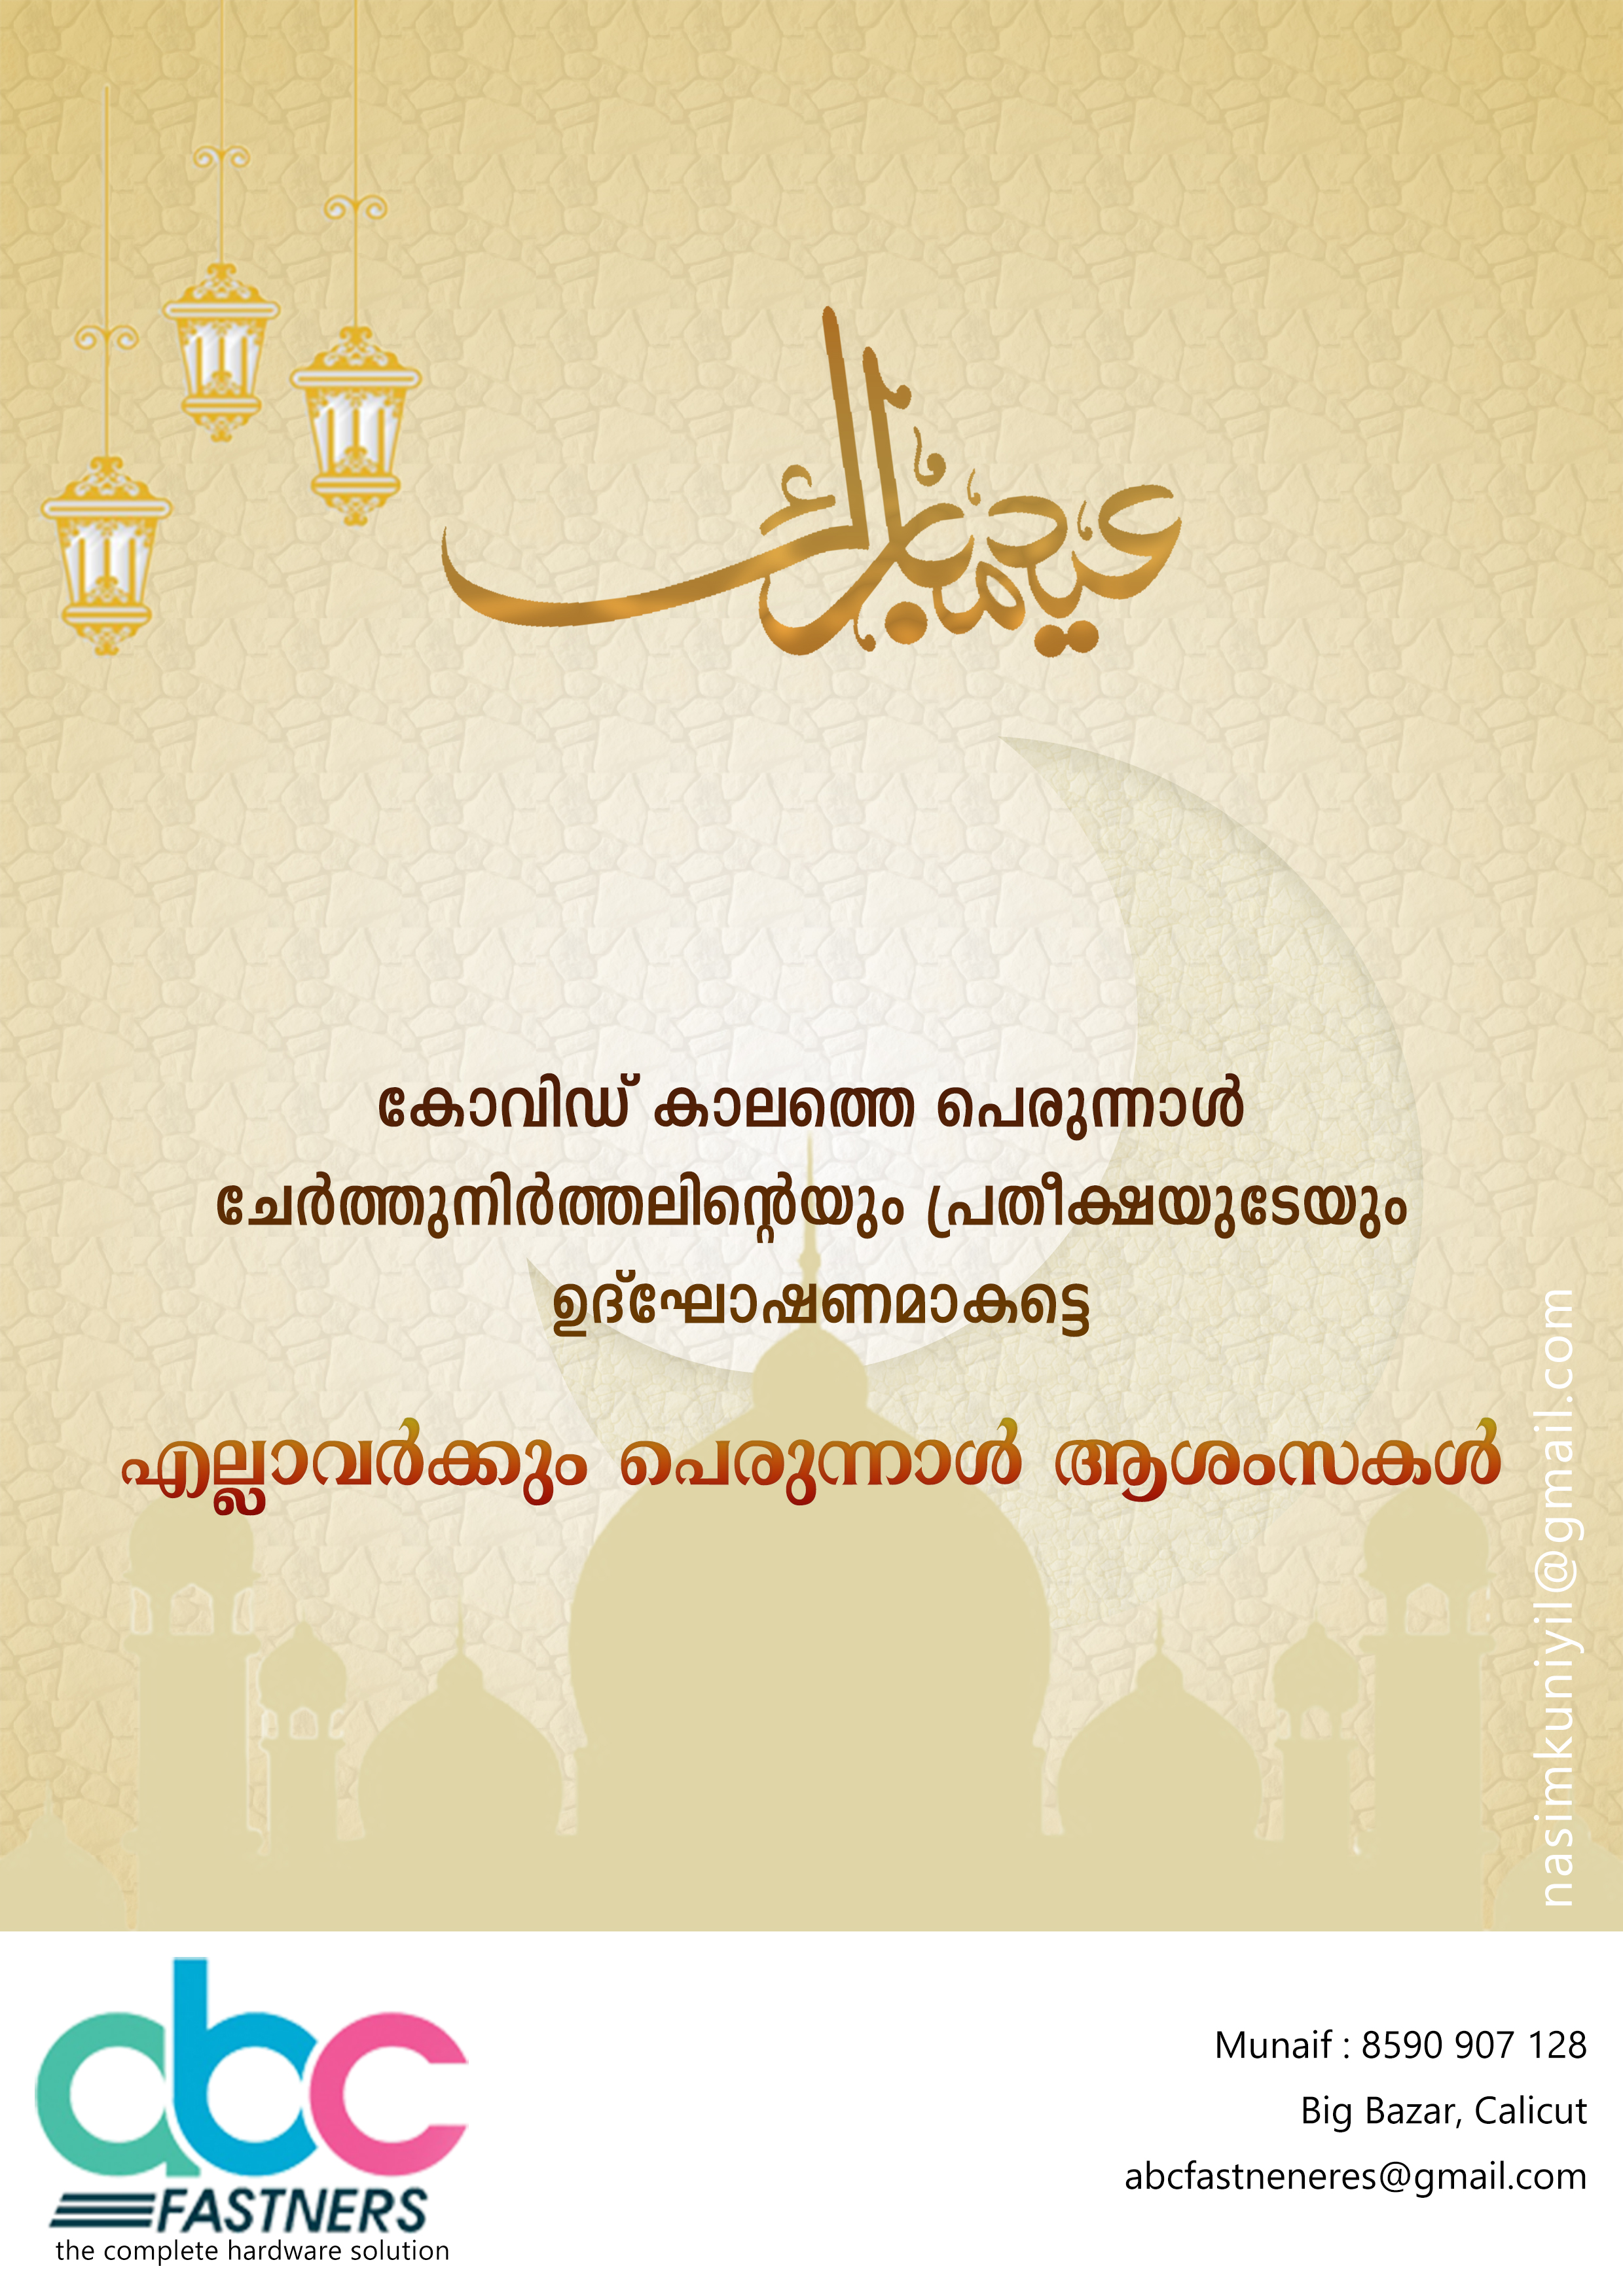 عيد مبارك
കോവിഡ് കാലത്തെ പെരുന്നാൾ
ചേർത്തുനിർത്തലിന്റെയും പ്രതീക്ഷയുടേയും
ഉദ്ഘോഷണമാകട്ടെ
എല്ലാവർക്കും പെരുന്നാൾ ആശംസകൾ
nasimkuniyil@gmail.com
abc
FASTNERS
the complete hardware solution
Munaif : 8590 907 128
Big Bazar, Calicut
abcfastneneres@gmail.com